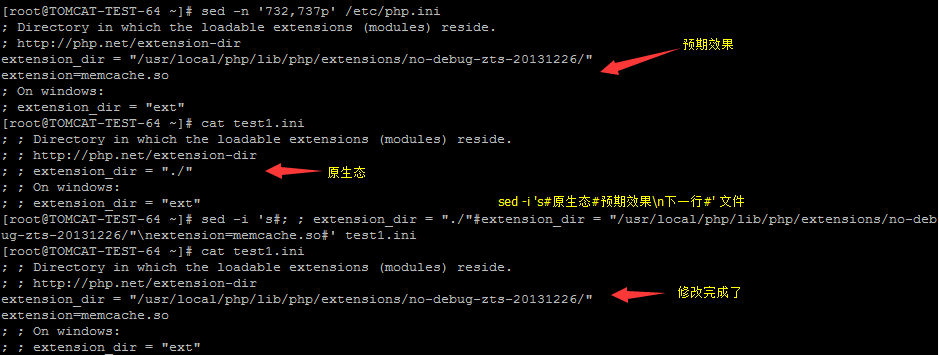 [root@TOMCAT-TEST-64 ~]# sed -n '732,737p' /etc/php.ini
; Directory in which the loadable extensions (modules) reside.
; http://php.net/extension-dir
预期效果
extension_dir = "/usr/local/php/lib/php/extensions/no-debug-zts-20131226/"
extension=memcache.so
; On windows:
; extension_dir = "ext"
[root@TOMCAT-TEST-64 ~]# cat test1.ini
; ; Directory in which the loadable extensions (modules) reside.
; ; http://php.net/extension-dir
; ; extension_dir = "./"
原生态
; ; On windows:
; ; extension_dir = "ext"
sed -i 's#原生态#预期效果\n下一行#' 文件
[root@TOMCAT-TEST-64 ~]# sed -i 's#; ; extension_dir = "./"#extension_dir = "/usr/local/php/lib/php/extensions/no-deb
ug-zts-20131226/"\nextension=memcache.so#' test1.ini
[root@TOMCAT-TEST-64 ~]# cat test1.ini
; ; Directory in which the loadable extensions (modules) reside.
; ; http://php.net/extension-dir
extension_dir = "/usr/local/php/lib/php/extensions/no-debug-zts-20131226/"
修改完成了
extension=memcache.so
; ; On windows:
; ; extension_dir = "ext"